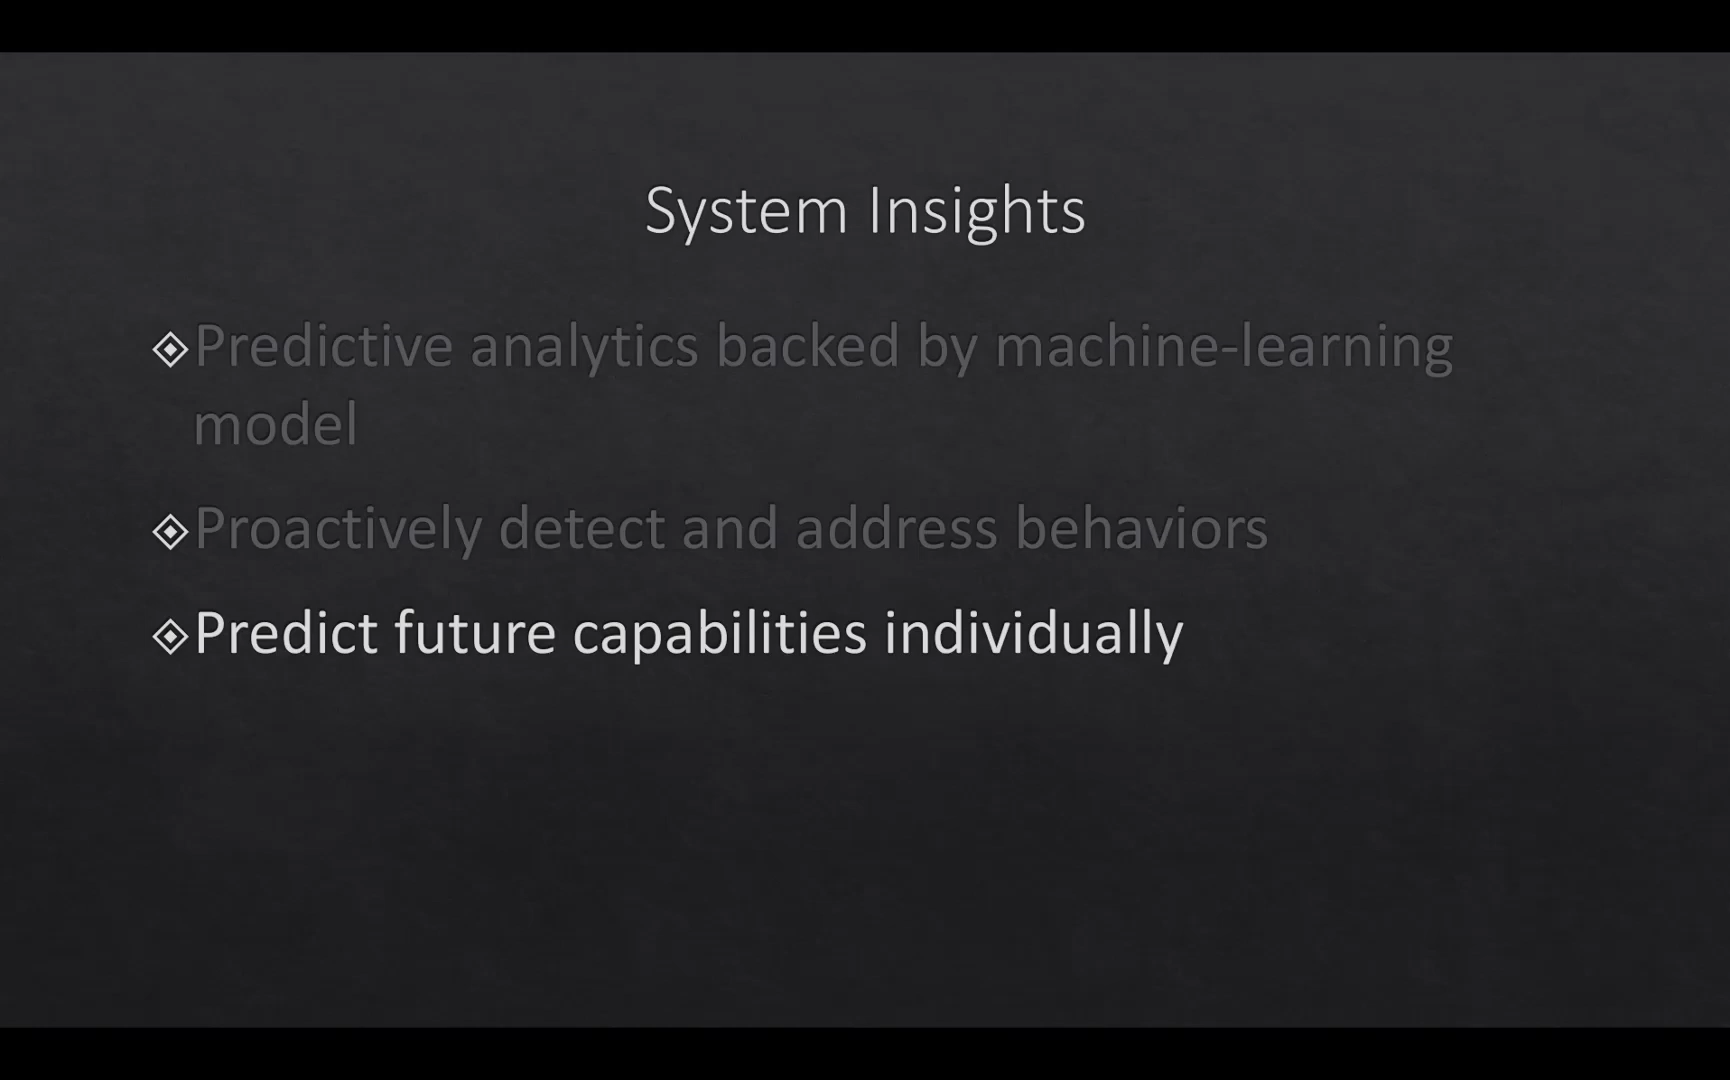 System Insights
Predictive analytics backed by machine-learning
model
Proactively detect and address behaviors
Predict future capabilities individually